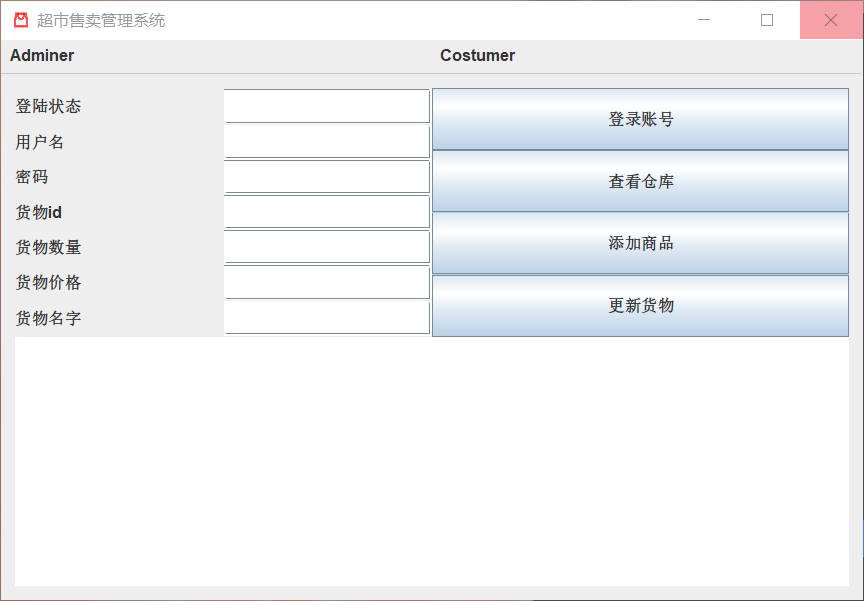 超市售卖管理系统
Adminer Costumer
登陆状态
用户名
密码
货物id
货物数量
货物价格
货物名字
登录账号
查看仓库
添加商品
更新货物